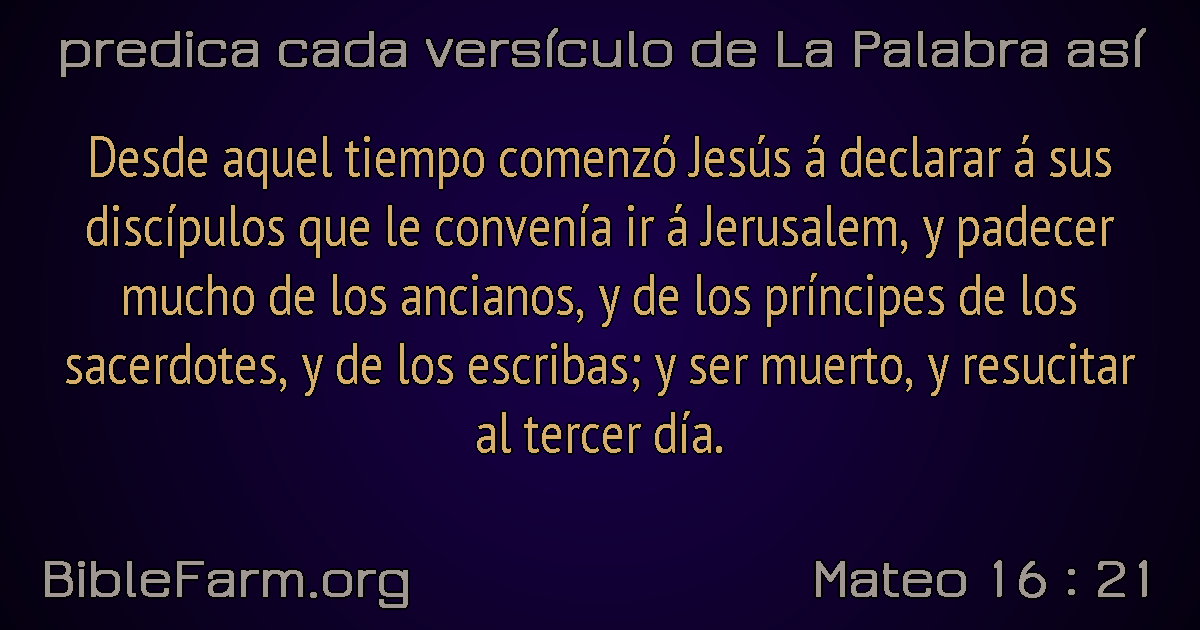 predica cada versículo de La Palabra así
Desde aquel tiempo comenzó Jesús á declarar á sus
discípulos que le convenía ir á Jerusalem, y padecer
mucho de los ancianos, y de los príncipes de los
sacerdotes, y de los escribas; y ser muerto, y resucitar
al tercer día.
BibleFarm.org
Mateo 16 : 21